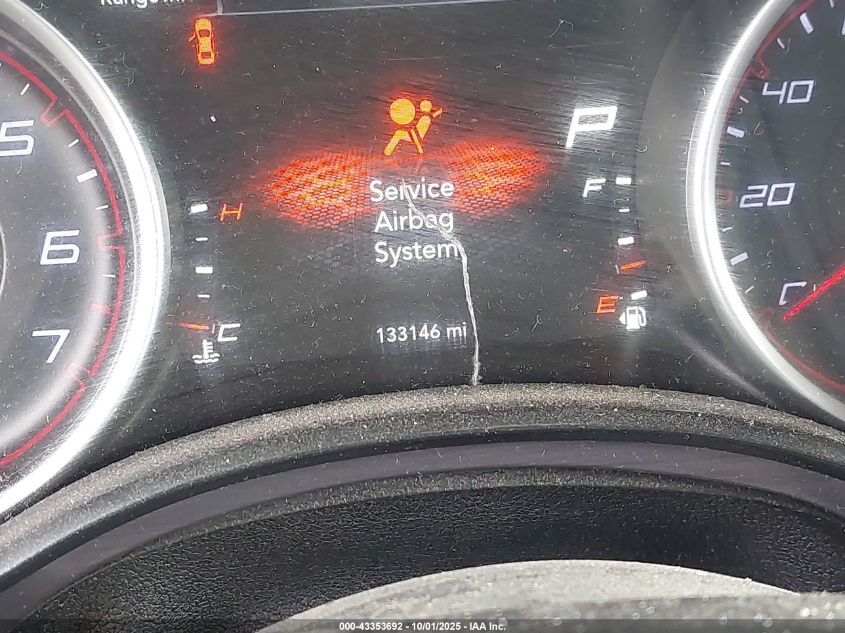 P
40
5
Service
F
20
H
Airbag
6
System
E
C
7
133146 mi
000-43353692 - 10/01/2025 - IAA Inc.